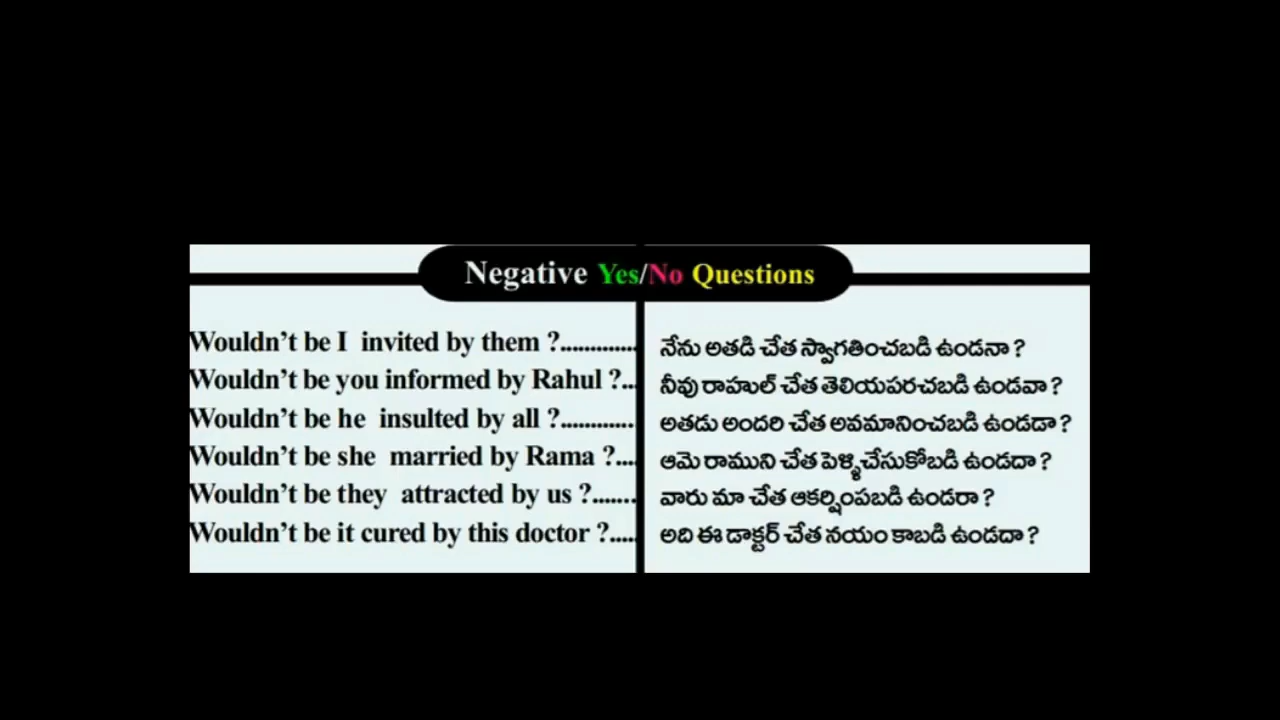 Negative Yes/No Questions
Wouldn't be I invited by them ?.............
Wouldn't be you informed by Rahul ?...
Wouldn't be he insulted by all ?............
Wouldn't be she married by Rama ?....
Wouldn't be they attracted by us ?.......
Wouldn't be it cured by this doctor ?.....
నేను అతడి చేత స్వాగతించబడి ఉండనా ?
నీవు రాహుల్ చేత తెలియపరచబడి ఉండవా ?
అతడు అందరి చేత అవమానించబడి ఉండడా ?
ఆమె రాముని చేత పెళ్ళిచేసుకోబడి ఉండదా ?
వారు మా చేత ఆకర్షింపబడి ఉండరా ?
అది ఈ డాక్టర్ చేత నయం కాబడి ఉండదా ?